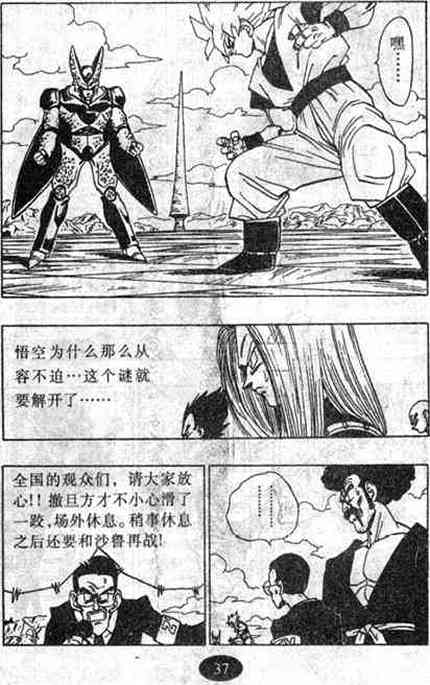 嘿……
悟空为什么那么从
容不迫…这个谜就
要解开了……
全国的观众们，请大家放
心!! 撒旦方才不小心滑了
一跤，场外休息。稍事休息
之后还要和沙鲁再战!
…………
37